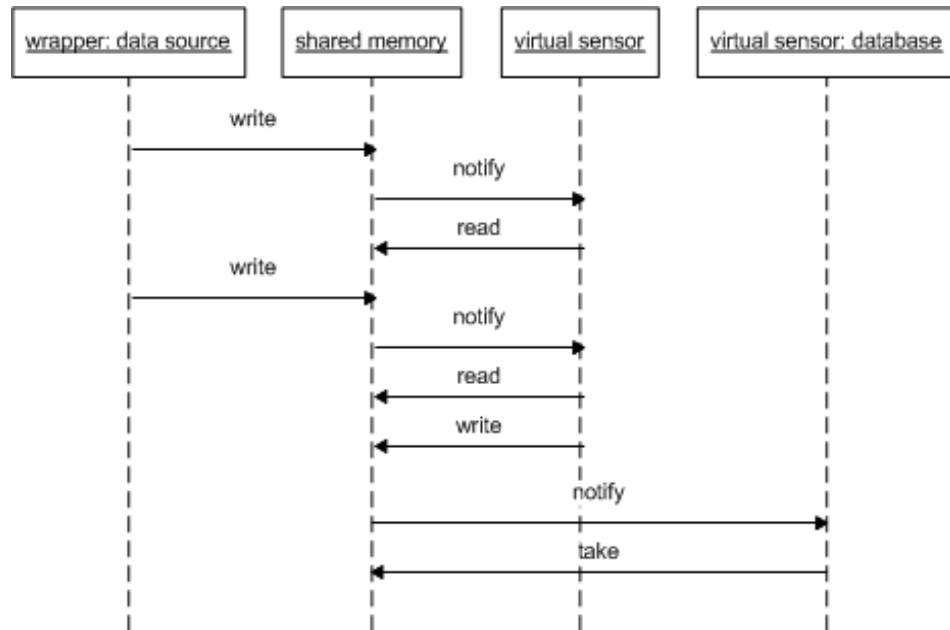 wrapper: data source
shared memory
virtual sensor
virtual sensor: database
write
notify
read
write
notify
read
write
notify
take